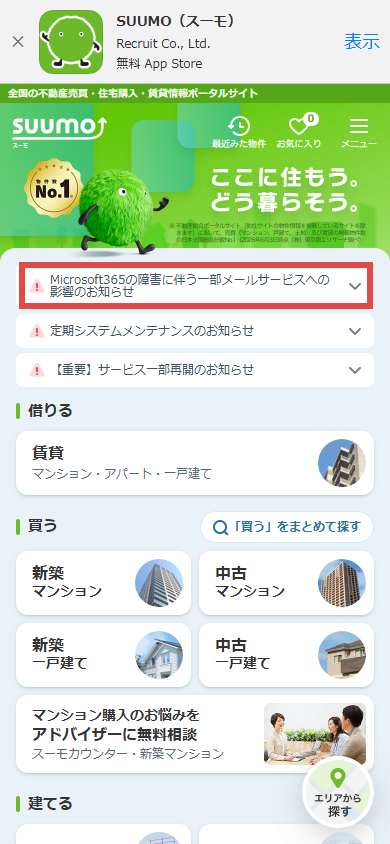 SUUMO（スーモ）
Recruit Co., Ltd.
無料 App Store
表示
全国の不動産売買・住宅購入・賃貸情報ポータルサイト
SUUMO
スーモ
最近みた物件
0
お気に入り
メニュー
物件数
No.1
ここに住もう。
どう暮らそう。
Microsoft365の障害に伴う一部メールサービスへの
影響のお知らせ
定期システムメンテナンスのお知らせ
【重要】サービス一部再開のお知らせ
借りる
賃貸
マンション・アパート・一戸建て
買う
「買う」をまとめて探す
新築
マンション
中古
マンション
新築
一戸建て
中古
一戸建て
マンション購入のお悩みを
アドバイザーに無料相談
スーモカウンター・新築マンション
エリアから
探す
建てる